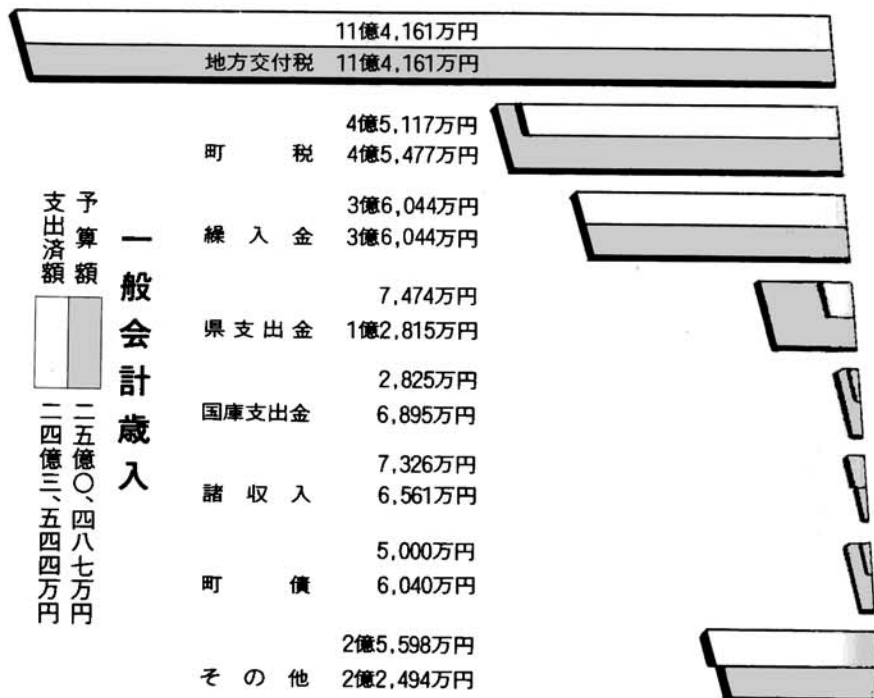 一般会計歳入
予算額 二五億〇、四八七万円
支出済額 二四億三、五四四万円
11億4,161万円
地方交付税 11億4,161万円
4億5,117万円
町税 4億5,477万円
3億6,044万円
繰入金 3億6,044万円
7,474万円
県支出金 1億2,815万円
2,825万円
国庫支出金 6,895万円
7,326万円
諸収入 6,561万円
5,000万円
町債 6,040万円
2億5,598万円
その他 2億2,494万円